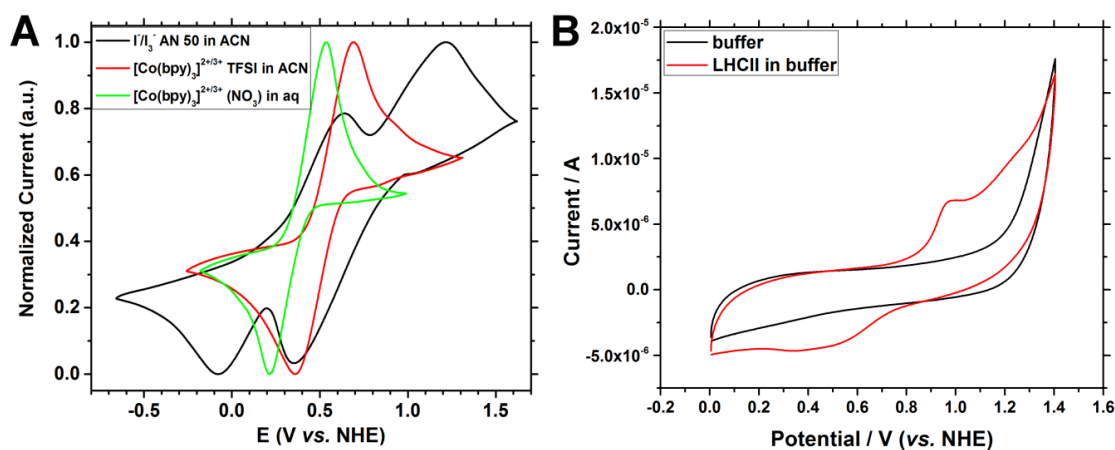 A
I⁻/I₃⁻ AN 50 in ACN
[Co(bpy)₃]²⁺/³⁺ TFSI in ACN
[Co(bpy)₃]²⁺/³⁺ (NO₃) in aq
Normalized Current (a.u.)
1.0
0.8
0.6
0.4
0.2
0.0
-0.5 0.0 0.5 1.0 1.5
E (V vs. NHE)
B
buffer
LHCII in buffer
Current / A
2.0x10⁻⁵
1.5x10⁻⁵
1.0x10⁻⁵
5.0x10⁻⁶
0.0
-5.0x10⁻⁶
-0.2 0.0 0.2 0.4 0.6 0.8 1.0 1.2 1.4 1.6
Potential / V (vs. NHE)